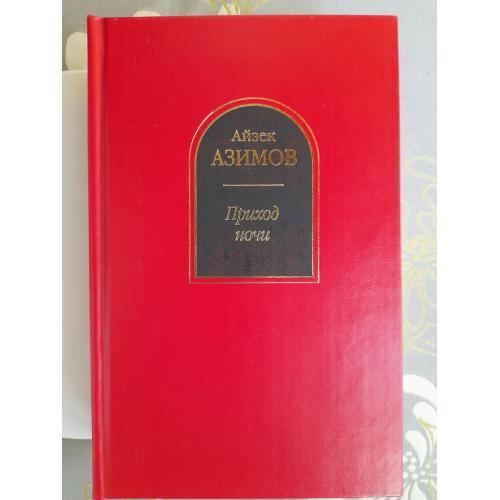 Айзек
АЗИМОВ
Приход
ночи